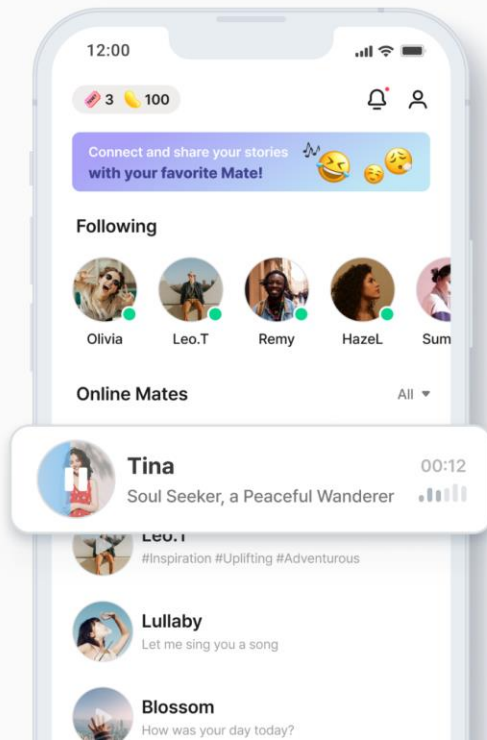 12:00
3 100
Connect and share your stories
with your favorite Mate!
Following
Olivia Leo.T Remy HazeL Sum
Online Mates All
Tina 00:12
Soul Seeker, a Peaceful Wanderer
Leo.T
#Inspiration #Uplifting #Adventurous
Lullaby
Let me sing you a song
Blossom
How was your day today?